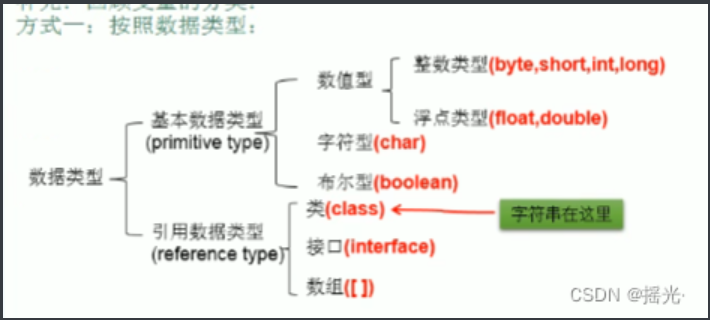 方式一：按照数据类型：
数据类型
基本数据类型
(primitive type)
数值型
整数类型(byte,short,int,long)
浮点类型(float,double)
字符型(char)
布尔型(boolean)
引用数据类型
(reference type)
类(class)
字符串在这里
接口(interface)
数组([ ])
CSDN @摇光·